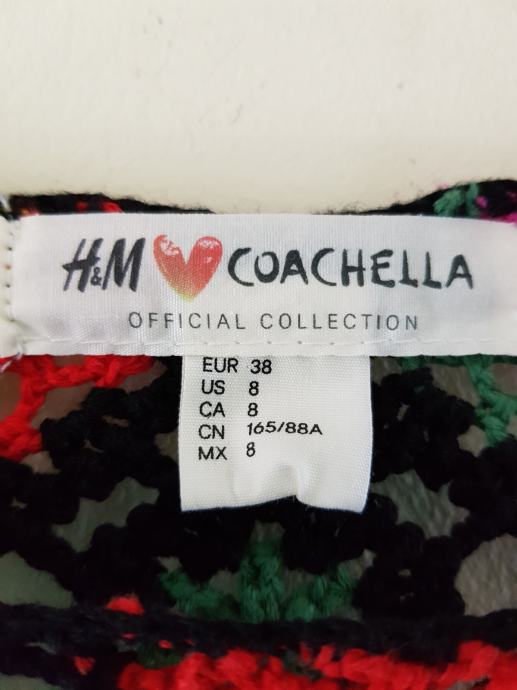 H&M COACHELLA
OFFICIAL COLLECTION
EUR 38
US 8
CA 8
CN 165/88A
MX 8